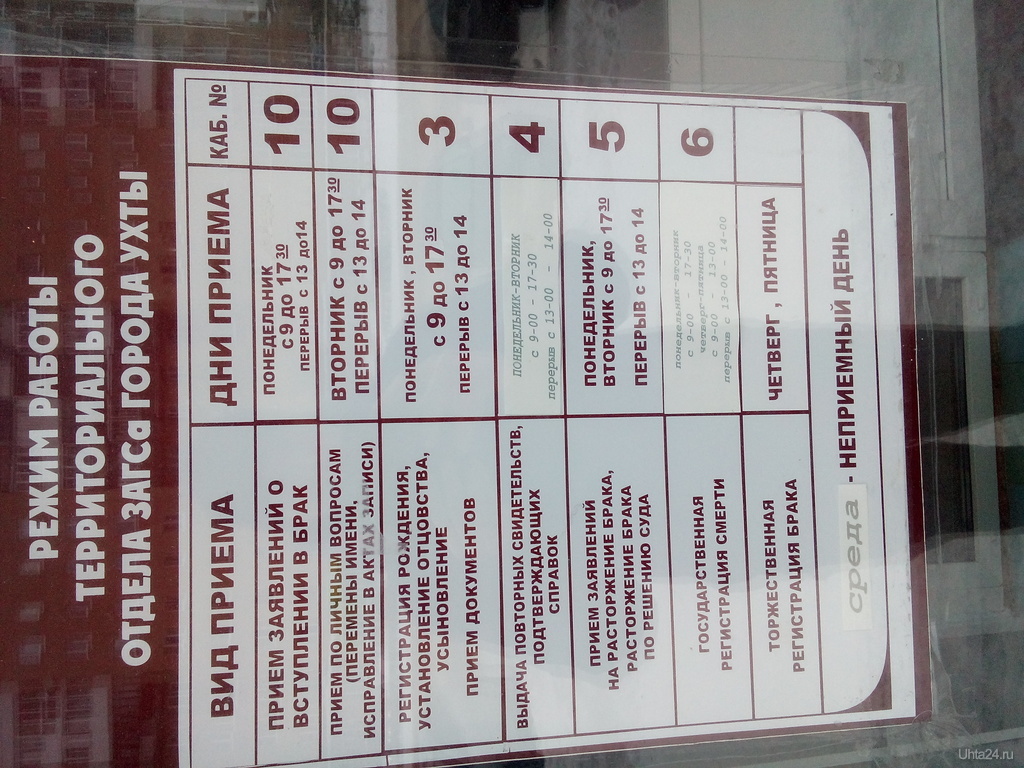 РЕЖИМ РАБОТЫ
ТЕРРИТОРИАЛЬНОГО
ОТДЕЛА ЗАГСа ГОРОДА УХТЫ
ВИД ПРИЕМА ДНИ ПРИЕМА КАБ. №
ПРИЕМ ЗАЯВЛЕНИЙ О
ВСТУПЛЕНИИ В БРАК
ПОНЕДЕЛЬНИК
с 9 до 17 30
ПЕРЕРЫВ с 13 до14
10
ПРИЕМ ПО ЛИЧНЫМ ВОПРОСАМ
(ПЕРЕМЕНЫ ИМЕНИ,
ИСПРАВЛЕНИЕ В АКТАХ ЗАПИСИ)
ВТОРНИК с 9 до 17 30
ПЕРЕРЫВ с 13 до 14
10
РЕГИСТРАЦИЯ РОЖДЕНИЯ,
УСТАНОВЛЕНИЕ ОТЦОВСТВА,
УСЫНОВЛЕНИЕ
ПРИЕМ ДОКУМЕНТОВ
ПОНЕДЕЛЬНИК , ВТОРНИК
с 9 до 17 30
ПЕРЕРЫВ с 13 до 14
3
ВЫДАЧА ПОВТОРНЫХ СВИДЕТЕЛЬСТВ,
ПОДТВЕРЖДАЮЩИХ
СПРАВОК
ПОНЕДЕЛЬНИК-ВТОРНИК
с 9-00 - 17-30
перерыв с 13-00 - 14-00
4
ПРИЕМ ЗАЯВЛЕНИЙ
НА РАСТОРЖЕНИЕ БРАКА,
РАСТОРЖЕНИЕ БРАКА
ПО РЕШЕНИЮ СУДА
ПОНЕДЕЛЬНИК,
ВТОРНИК с 9 до 17 30
ПЕРЕРЫВ с 13 до 14
5
ГОСУДАРСТВЕННАЯ
РЕГИСТРАЦИЯ СМЕРТИ
понедельник-вторник
с 9-00 - 17-30
четверг-пятница
с 9-00 - 13-00
перерыв с 13-00 - 14-00
6
ТОРЖЕСТВЕННАЯ
РЕГИСТРАЦИЯ БРАКА
ЧЕТВЕРГ , ПЯТНИЦА
среда - НЕПРИЕМНЫЙ ДЕНЬ
Uhta24.ru